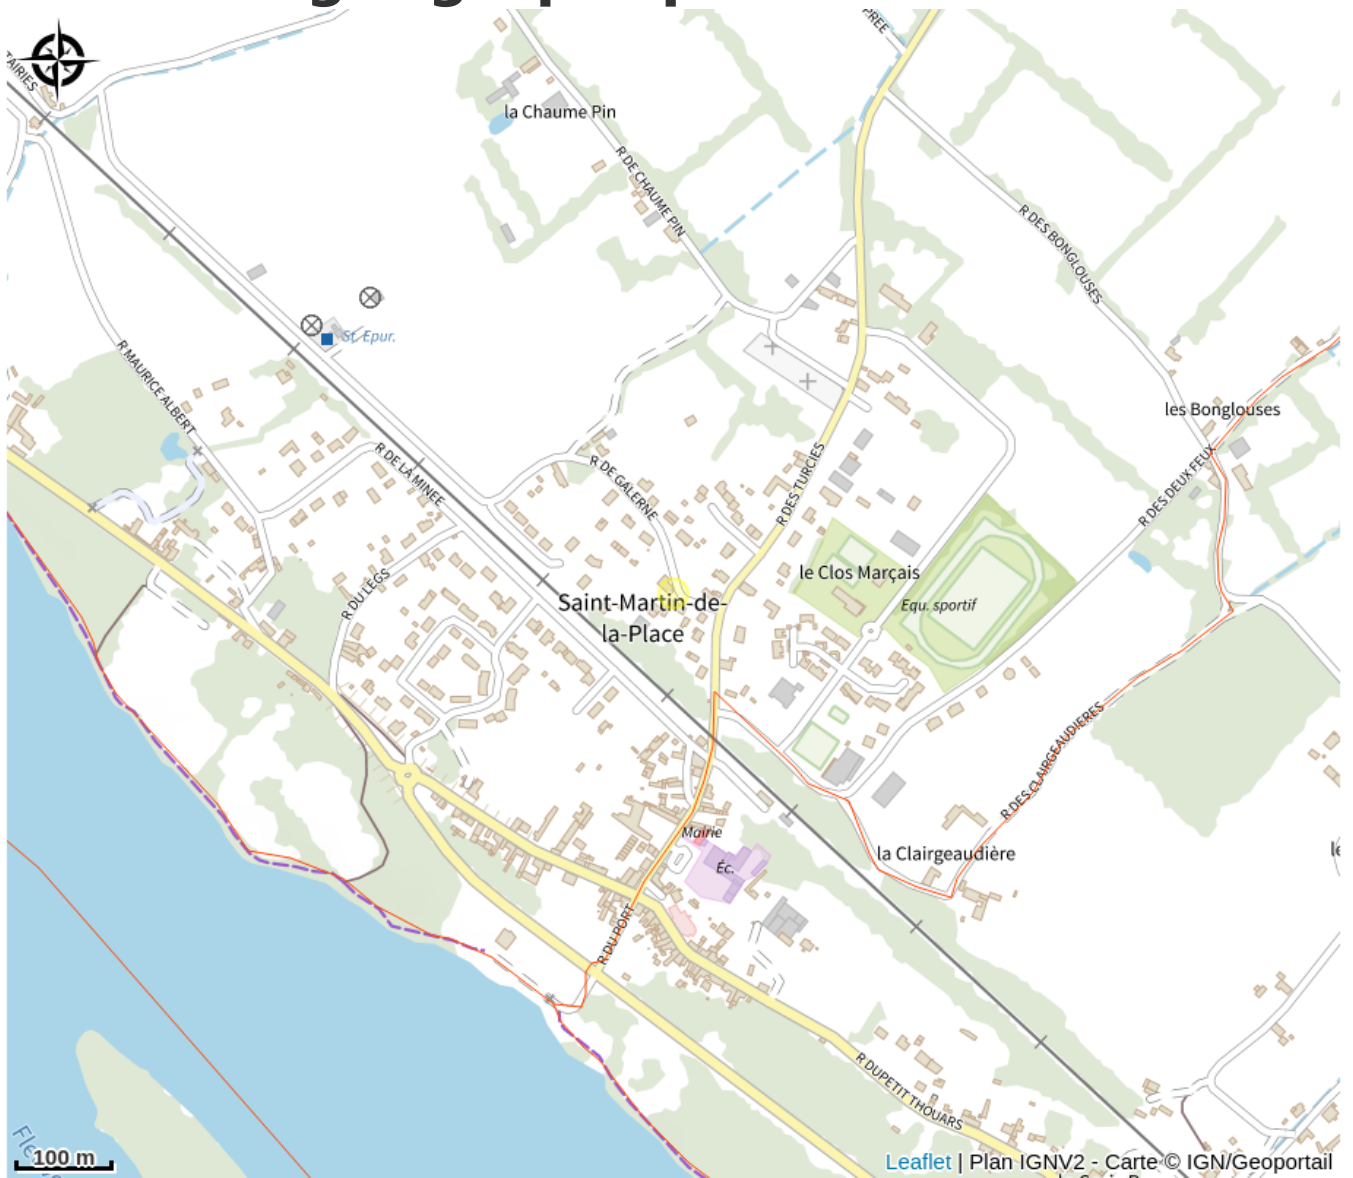 la Chaume Pin
R DE CHAUME PIN
R DES BONGLOUSES
St. Epur.
R MAURICE ALBERT
les Bonglouses
R DE LA MINEE
R DE GALERNE
R DES TURCIES
R DES DEUX FEUX
le Clos Marçais
R DU LEGS
Saint-Martin-de-
la-Place
Equ. sportif
R DES CLAIRGEAUDIERES
Mairie
la Clairgeaudière
Éc.
R DU PORT
R DUPETIT THOUARS
100 m
Leaflet | Plan IGNV2 - Carte © IGN/Geoportail